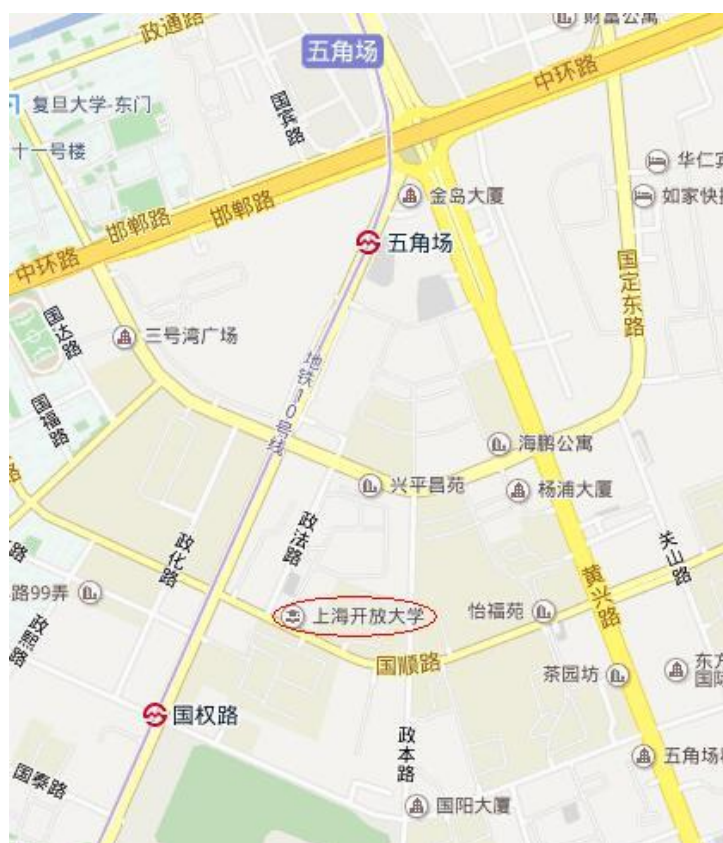 财富公寓
政通路
五角场
中环路
复旦大学-东门
国宾路
十一号楼
华仁宾
金岛大厦
如家快捷
邯郸路
邯郸路
五角场
中环路
国定东路
国达路
三号湾广场
地铁10号线
国福路
海鹏公寓
兴平昌苑
杨浦大厦
政法路
政化路
关山路
路
路99弄
黄兴路
上海开放大学
怡福苑
政熙路
国顺路
茶园坊
东方
国际
国权路
政本路
五角场
国泰路
国阳大厦